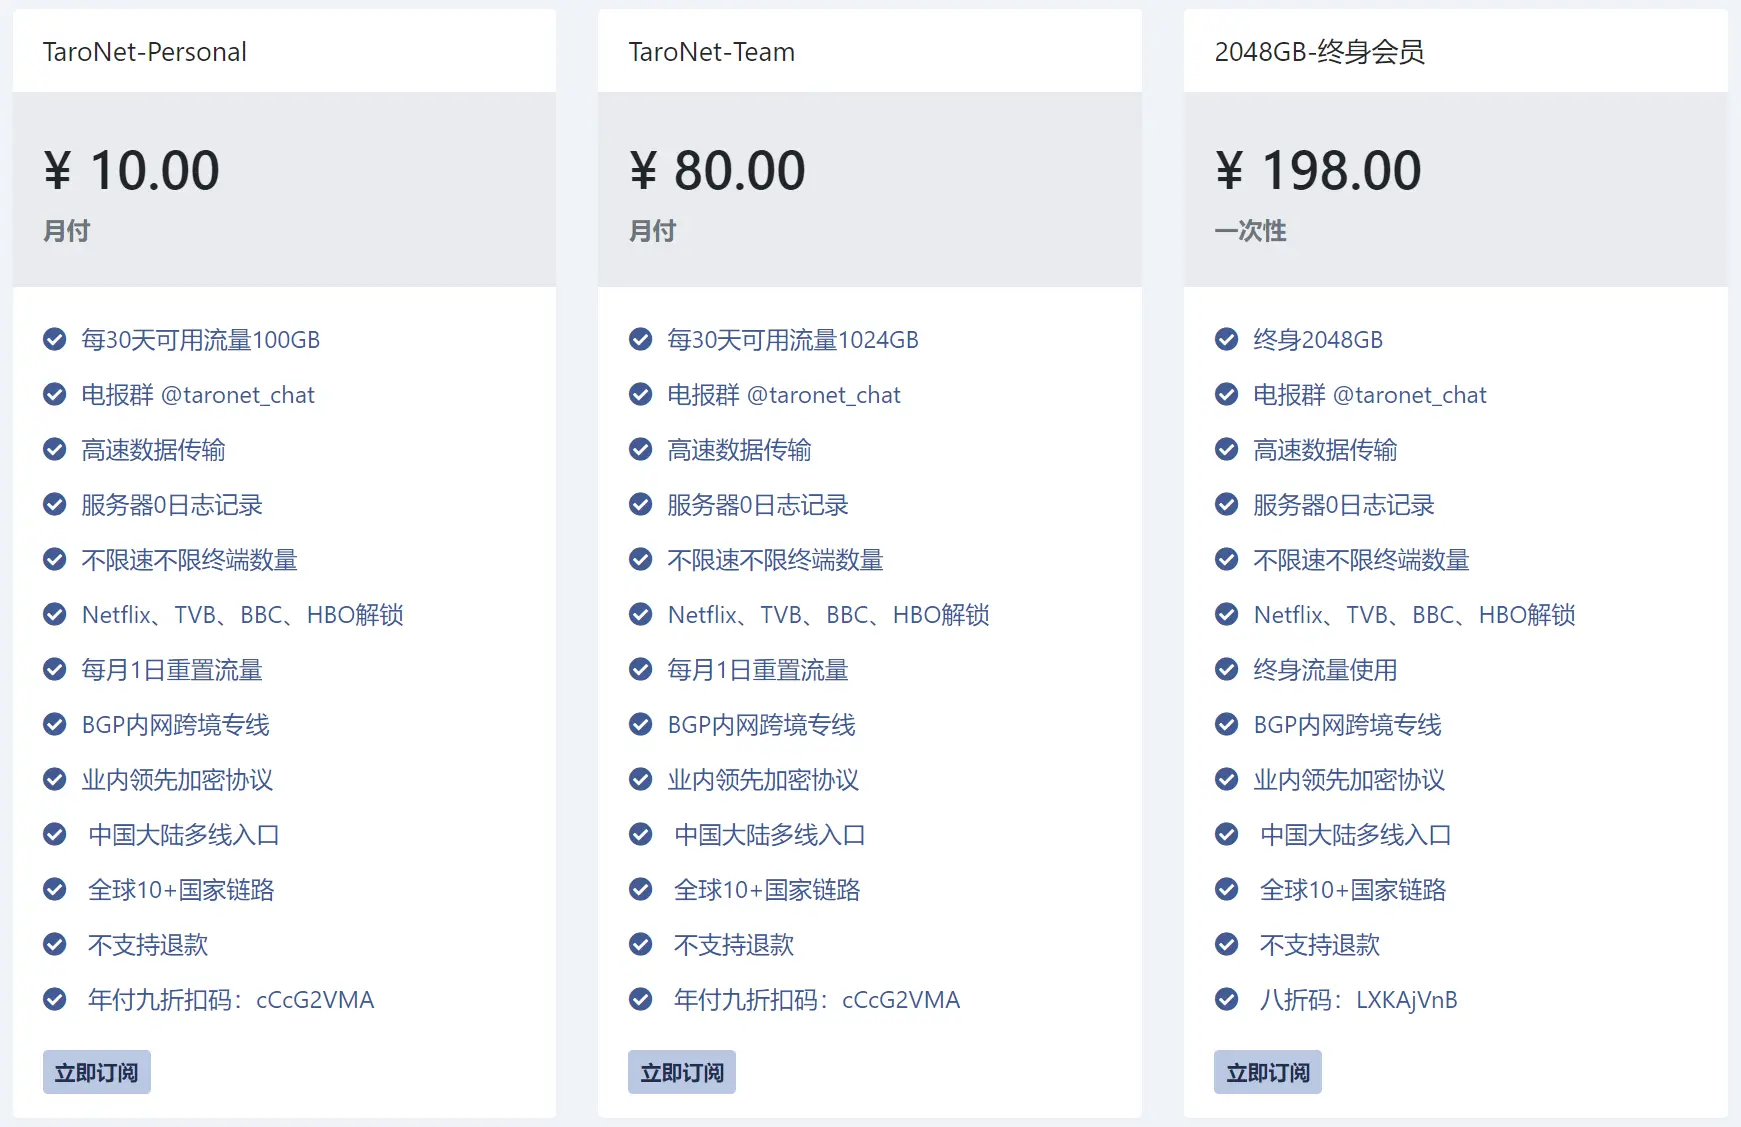 TaroNet-Personal
¥ 10.00
月付
每30天可用流量100GB
电报群 @taronet_chat
高速数据传输
服务器0日志记录
不限速不限终端数量
Netflix、TVB、BBC、HBO解锁
每月1日重置流量
BGP内网跨境专线
业内领先加密协议
中国大陆多线入口
全球10+国家链路
不支持退款
年付九折扣码：cCcG2VMA
立即订阅
TaroNet-Team
¥ 80.00
月付
每30天可用流量1024GB
电报群 @taronet_chat
高速数据传输
服务器0日志记录
不限速不限终端数量
Netflix、TVB、BBC、HBO解锁
每月1日重置流量
BGP内网跨境专线
业内领先加密协议
中国大陆多线入口
全球10+国家链路
不支持退款
年付九折扣码：cCcG2VMA
立即订阅
2048GB-终身会员
¥ 198.00
一次性
终身2048GB
电报群 @taronet_chat
高速数据传输
服务器0日志记录
不限速不限终端数量
Netflix、TVB、BBC、HBO解锁
终身流量使用
BGP内网跨境专线
业内领先加密协议
中国大陆多线入口
全球10+国家链路
不支持退款
八折码：LXKAjVnB
立即订阅